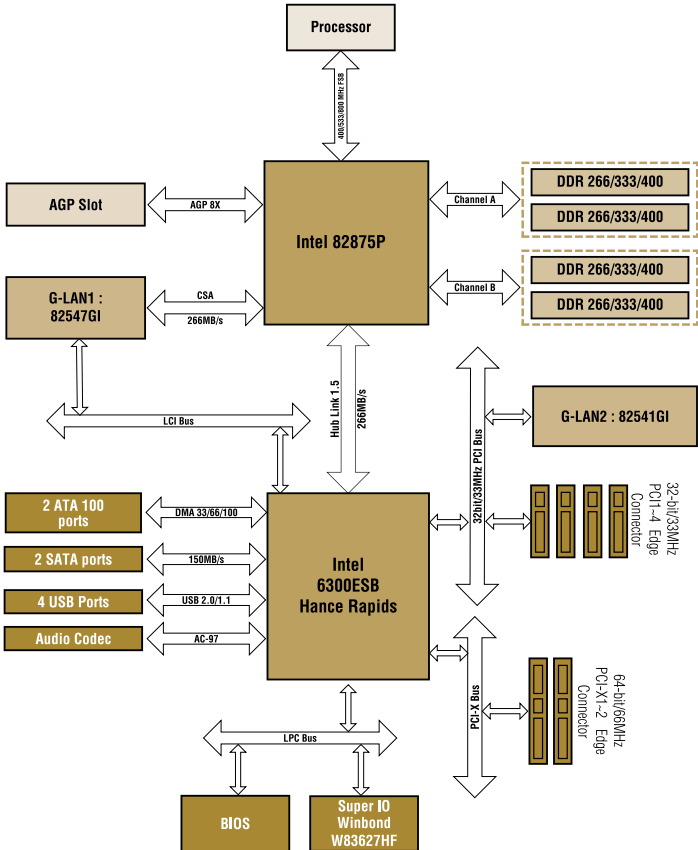 Processor
400/533/800 MHz FSB
AGP Slot
AGP 8X
Intel 82875P
Channel A
DDR 266/333/400
DDR 266/333/400
Channel B
DDR 266/333/400
DDR 266/333/400
G-LAN1 :
82547GI
CSA
266MB/s
Hub Link 1.5
266MB/s
LCI Bus
32bit/33MHz PCI Bus
G-LAN2 : 82541GI
32-bit/33MHz
PCI1~4 Edge
Connector
2 ATA 100
ports
DMA 33/66/100
2 SATA ports
150MB/s
4 USB Ports
USB 2.0/1.1
Audio Codec
AC-97
Intel
6300ESB
Hance Rapids
PCI-X Bus
64-bit/66MHz
PCI-X1~2 Edge
Connector
LPC Bus
BIOS
Super IO
Winbond
W83627HF